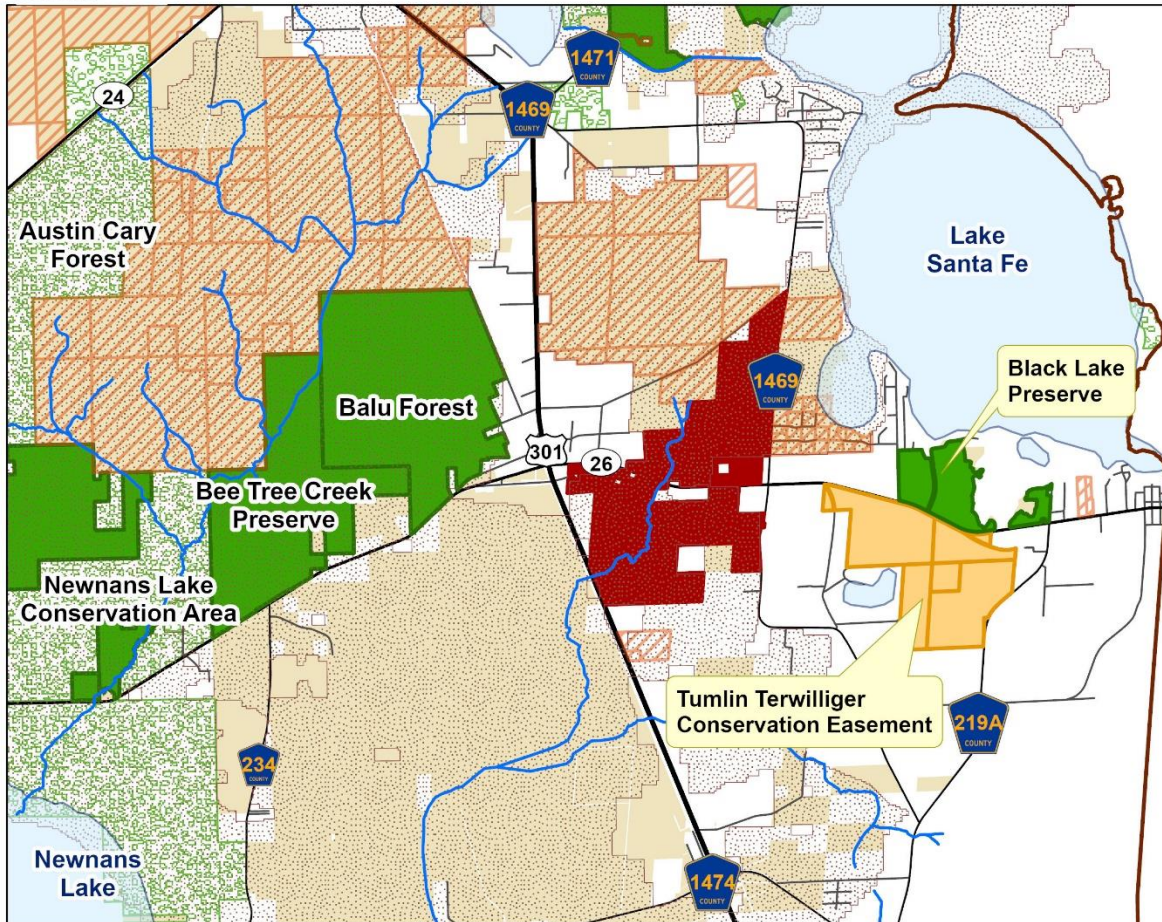 1471
COUNTY
24
1469
COUNTY
Austin Cary
Forest
Lake
Santa Fe
Black Lake
Preserve
1469
COUNTY
Balu Forest
301
26
Bee Tree Creek
Preserve
Newnans Lake
Conservation Area
Tumlin Terwilliger
Conservation Easement
219A
COUNTY
234
COUNTY
Newnans
Lake
1474
COUNTY